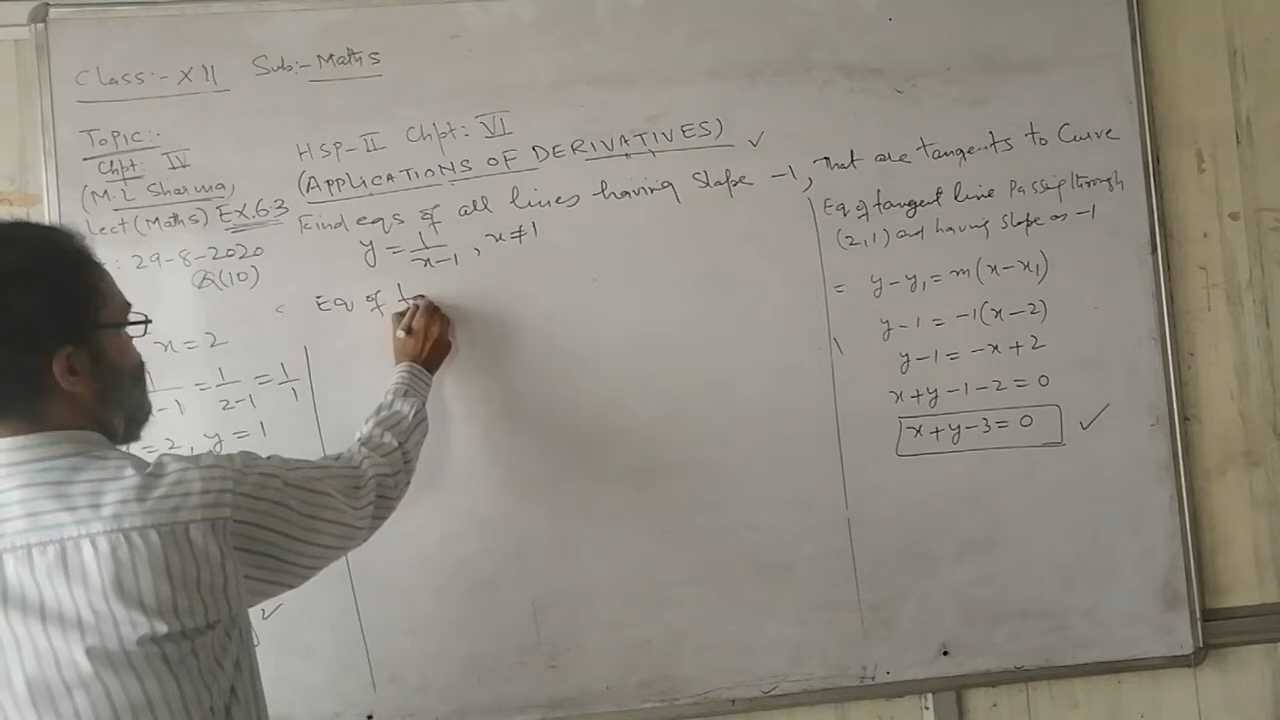 Class:- XII Sub:- Maths
Topic:-
Chpt: IV
(M.L Sharma,
Lect (Maths) EX.6.3
: 29-8-2020
Q(10)
HSP-II Chpt: VI
(APPLICATIONS OF DERIVATIVES) ✓
Find eqs of all lines having slope -1, that are tangents to Curve
y = 1/(x-1), x≠1
Eq of
x = 2
-1 = 1/(2-1) = 1/1
= 2, y = 1
✓
Eq of tangent line passing through
(2,1) and having slope as -1
= y-y₁ = m(x-x₁)
y-1 = -1(x-2)
y-1 = -x+2
x+y-1-2 = 0
x+y-3 = 0 ✓